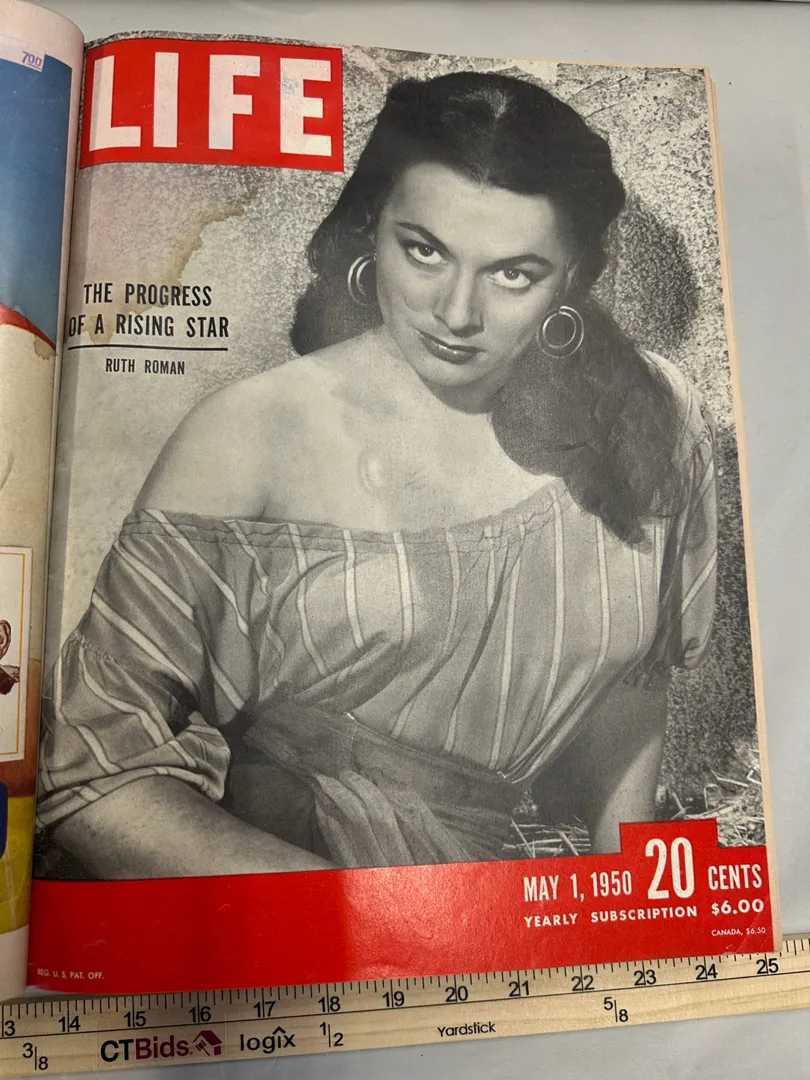 700
LIFE
THE PROGRESS
OF A RISING STAR
RUTH ROMAN
MAY 1, 1950 20 CENTS
YEARLY SUBSCRIPTION $6.00
CANADA, $6.50
REG. U. S. PAT. OFF.
3 14 15 16 17 18 19 20 21 22 23 24 25
3/8 CTBids logix 1/2 Yardstick 5/8